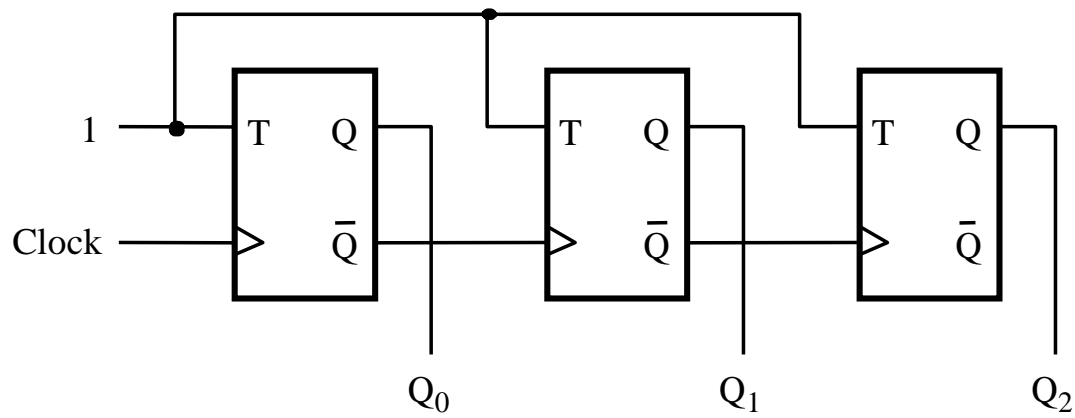 1 T Q T Q T Q
Clock Q̄ Q̄ Q̄
Q₀ Q₁ Q₂